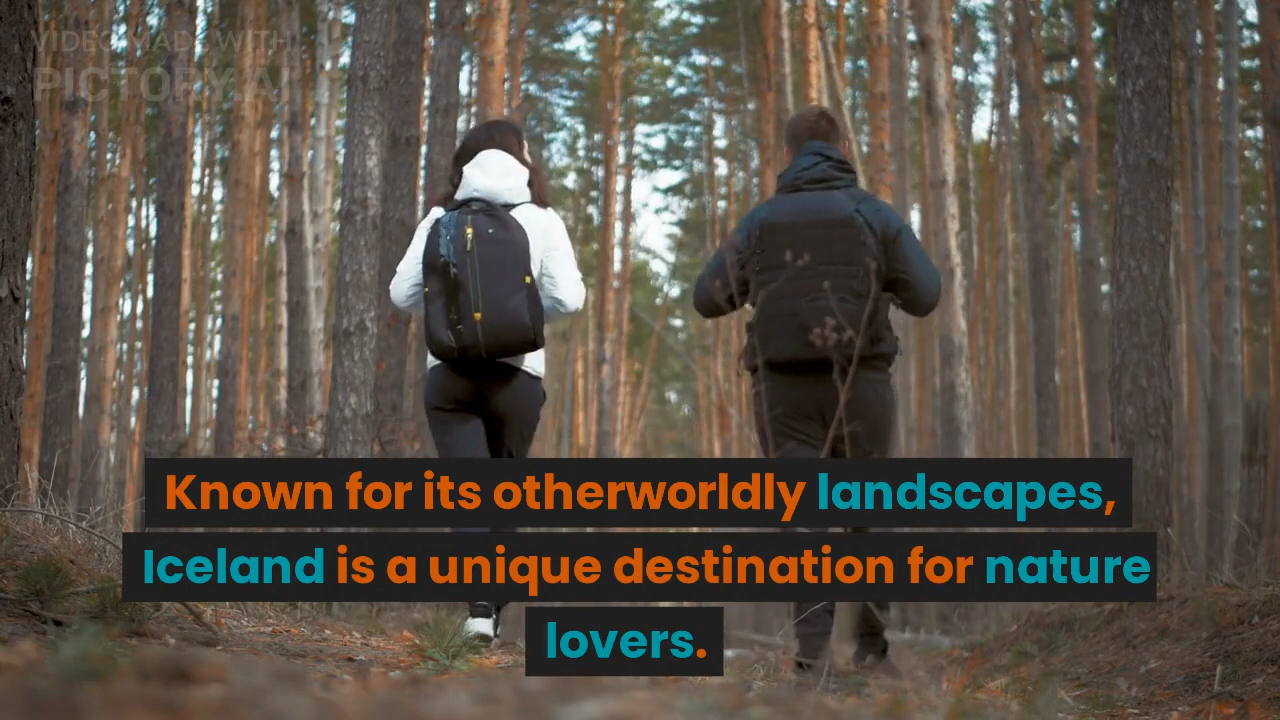 VIDEO MADE WITH
PICTORY.AI
Known for its otherworldly landscapes,
Iceland is a unique destination for nature
lovers.